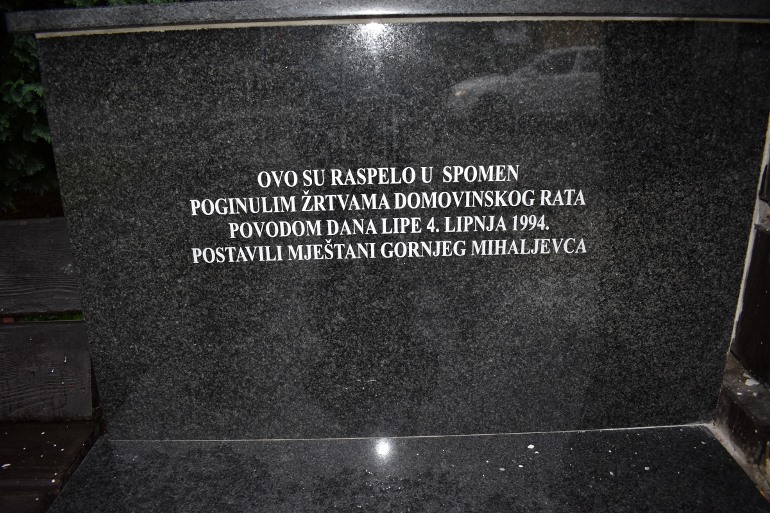 OVO SU RASPELO U SPOMEN
POGINULIM ŽRTVAMA DOMOVINSKOG RATA
POVODOM DANA LIPE 4. LIPNJA 1994.
POSTAVILI MJEŠTANI GORNJEG MIHALJEVCA